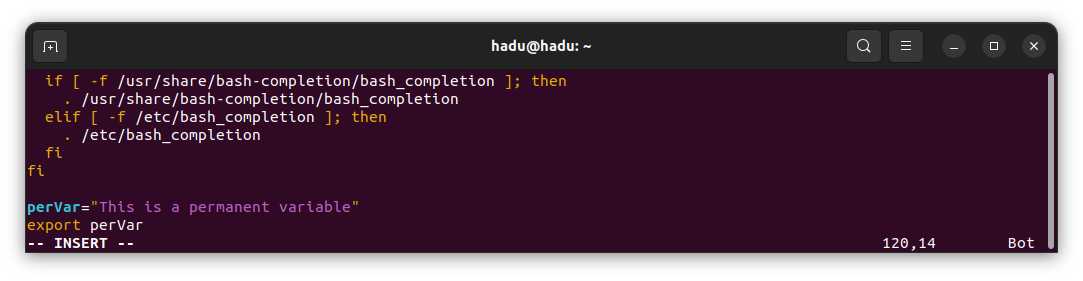 hadu@hadu: ~
if [ -f /usr/share/bash-completion/bash_completion ]; then
. /usr/share/bash-completion/bash_completion
elif [ -f /etc/bash_completion ]; then
. /etc/bash_completion
fi
fi
perVar="This is a permanent variable"
export perVar
-- INSERT -- 120,14 Bot